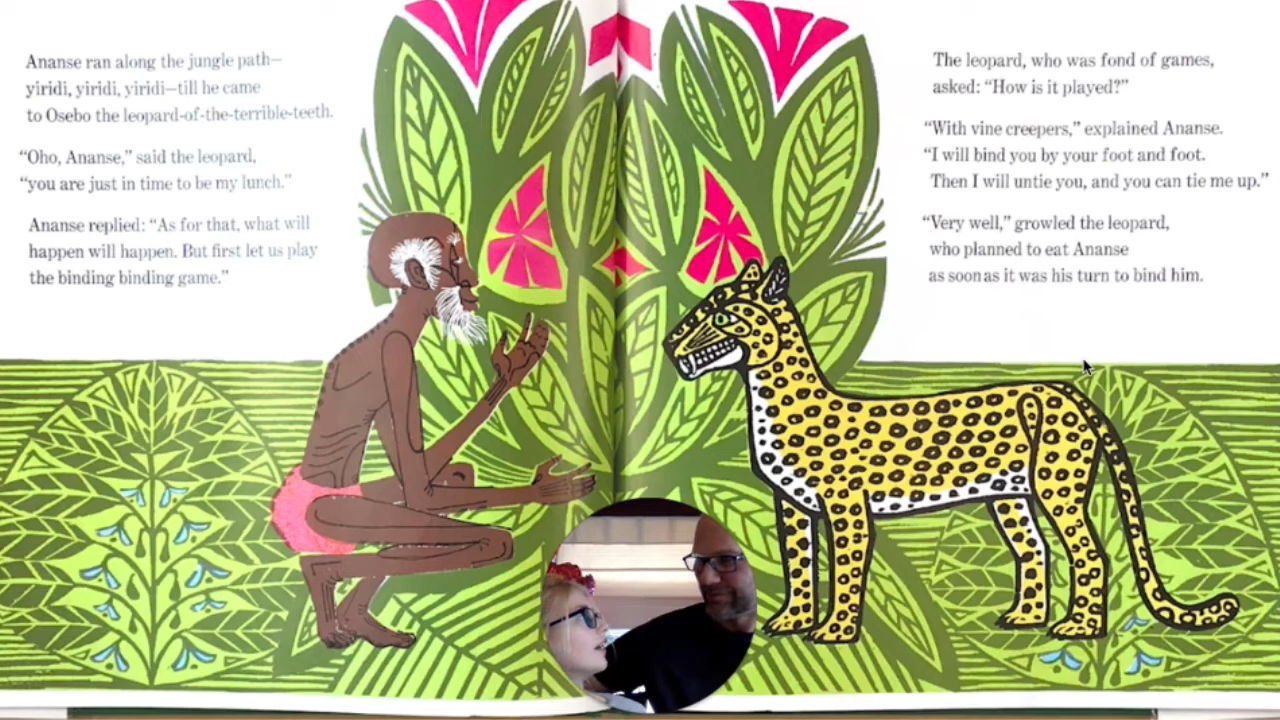 Ananse ran along the jungle path—
yiridi, yiridi, yiridi—till he came
to Osebo the leopard-of-the-terrible-teeth.
“Oho, Ananse,” said the leopard,
“you are just in time to be my lunch.”
Ananse replied: “As for that, what will
happen will happen. But first let us play
the binding binding game.”
The leopard, who was fond of games,
asked: “How is it played?”
“With vine creepers,” explained Ananse.
“I will bind you by your foot and foot.
Then I will untie you, and you can tie me up.”
“Very well,” growled the leopard,
who planned to eat Ananse
as soon as it was his turn to bind him.